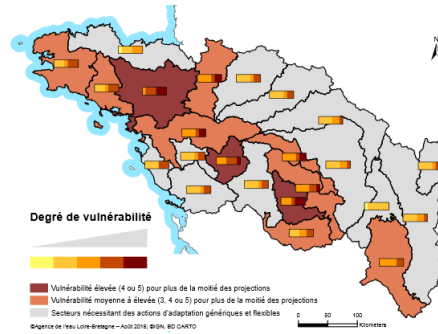 N
Degré de vulnérabilité
Vulnérabilité élevée (4 ou 5) pour plus de la moitié des projections
Vulnérabilité moyenne à élevée (3, 4 ou 5) pour plus de la moitié des projections
Secteurs nécessitant des actions d'adaptation génériques et flexibles
©Agence de l'eau Loire-Bretagne – Août 2016; ©IGN, BD CARTO
0 50 100
Kilometers